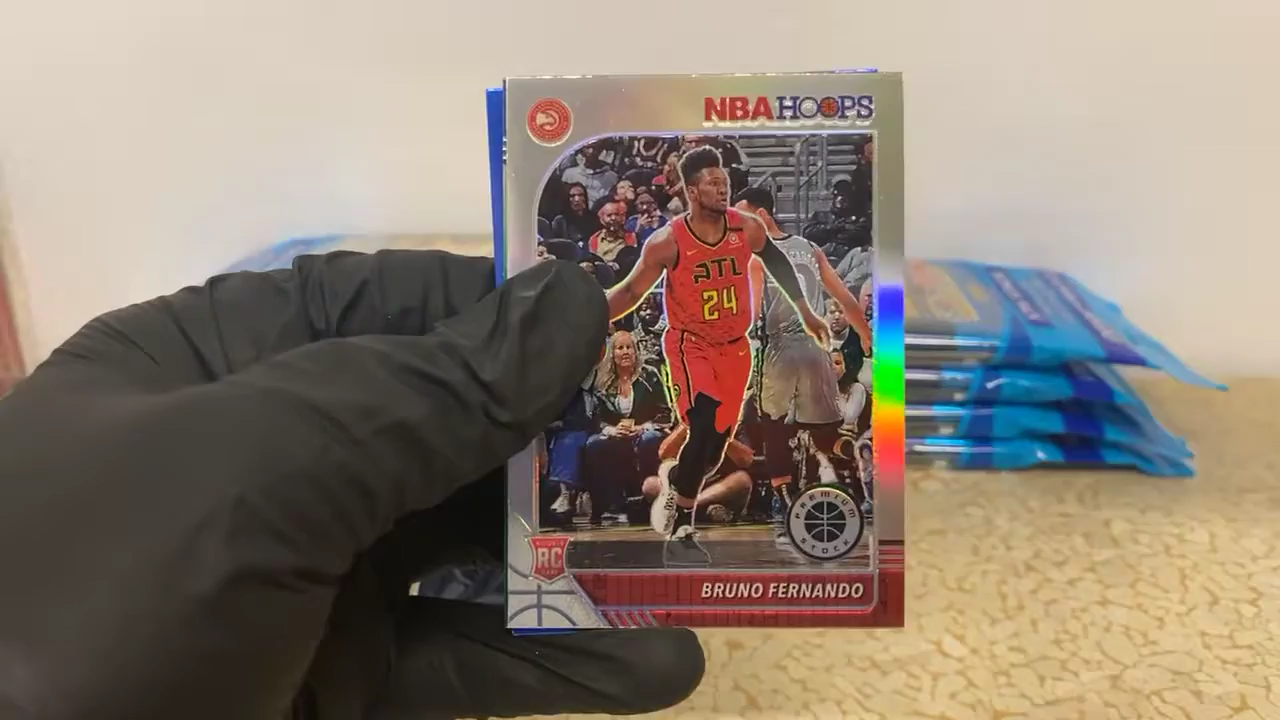 NBA HOOPS
ATL
24
PREMIUM
STOCK
RC
BRUNO FERNANDO